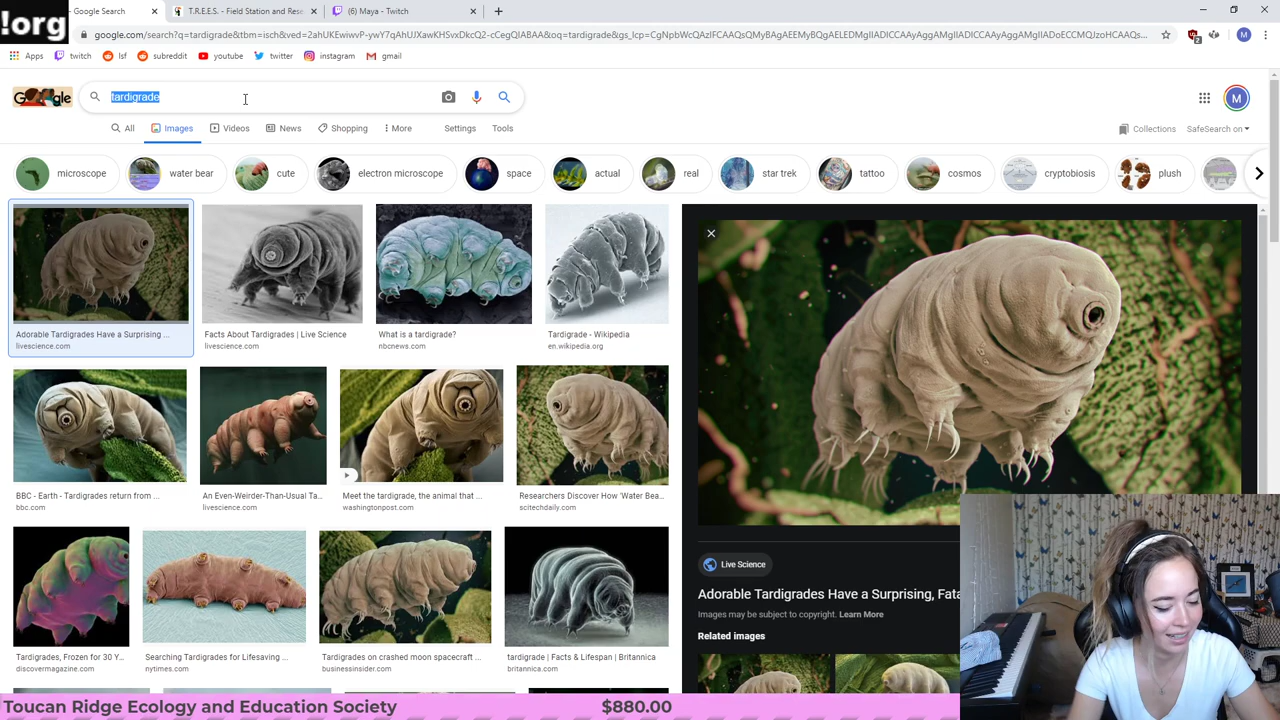 !org
- Google Search
T.R.E.E.S. - Field Station and Rese
(6) Maya - Twitch
google.com/search?q=tardigrade&tbm=isch&ved=2ahUKEwiwrP-ywY7qAhUJXawKHSvxDkcQ2-cCegQIABAA&oq=tardigrade&gs_lcp=CgNpbWcQAzIFCAAQsQMyBAgAEEMyBQgAELEDMgIIADICCAAyAggAMgIIADICCAAyAggAMgIIADoECCMQJzoHCAAQs...
Apps
twitch
lsf
subreddit
youtube
twitter
instagram
gmail
tardigrade
M
All
Images
Videos
News
Shopping
More
Settings
Tools
Collections
SafeSearch on
microscope
water bear
cute
electron microscope
space
actual
real
star trek
tattoo
cosmos
cryptobiosis
plush
Adorable Tardigrades Have a Surprising ...
livescience.com
Facts About Tardigrades | Live Science
livescience.com
What is a tardigrade?
nbcnews.com
Tardigrade - Wikipedia
en.wikipedia.org
BBC - Earth - Tardigrades return from ...
bbc.com
An Even-Weirder-Than-Usual Ta...
livescience.com
Meet the tardigrade, the animal that ...
washingtonpost.com
Researchers Discover How 'Water Bea...
scitechdaily.com
Tardigrades, Frozen for 30 Y...
discovermagazine.com
Searching Tardigrades for Lifesaving ...
nytimes.com
Tardigrades on crashed moon spacecraft ...
businessinsider.com
tardigrade | Facts & Lifespan | Britannica
britannica.com
Live Science
Adorable Tardigrades Have a Surprising, Fata
Images may be subject to copyright. Learn More
Related images
Toucan Ridge Ecology and Education Society
$880.00